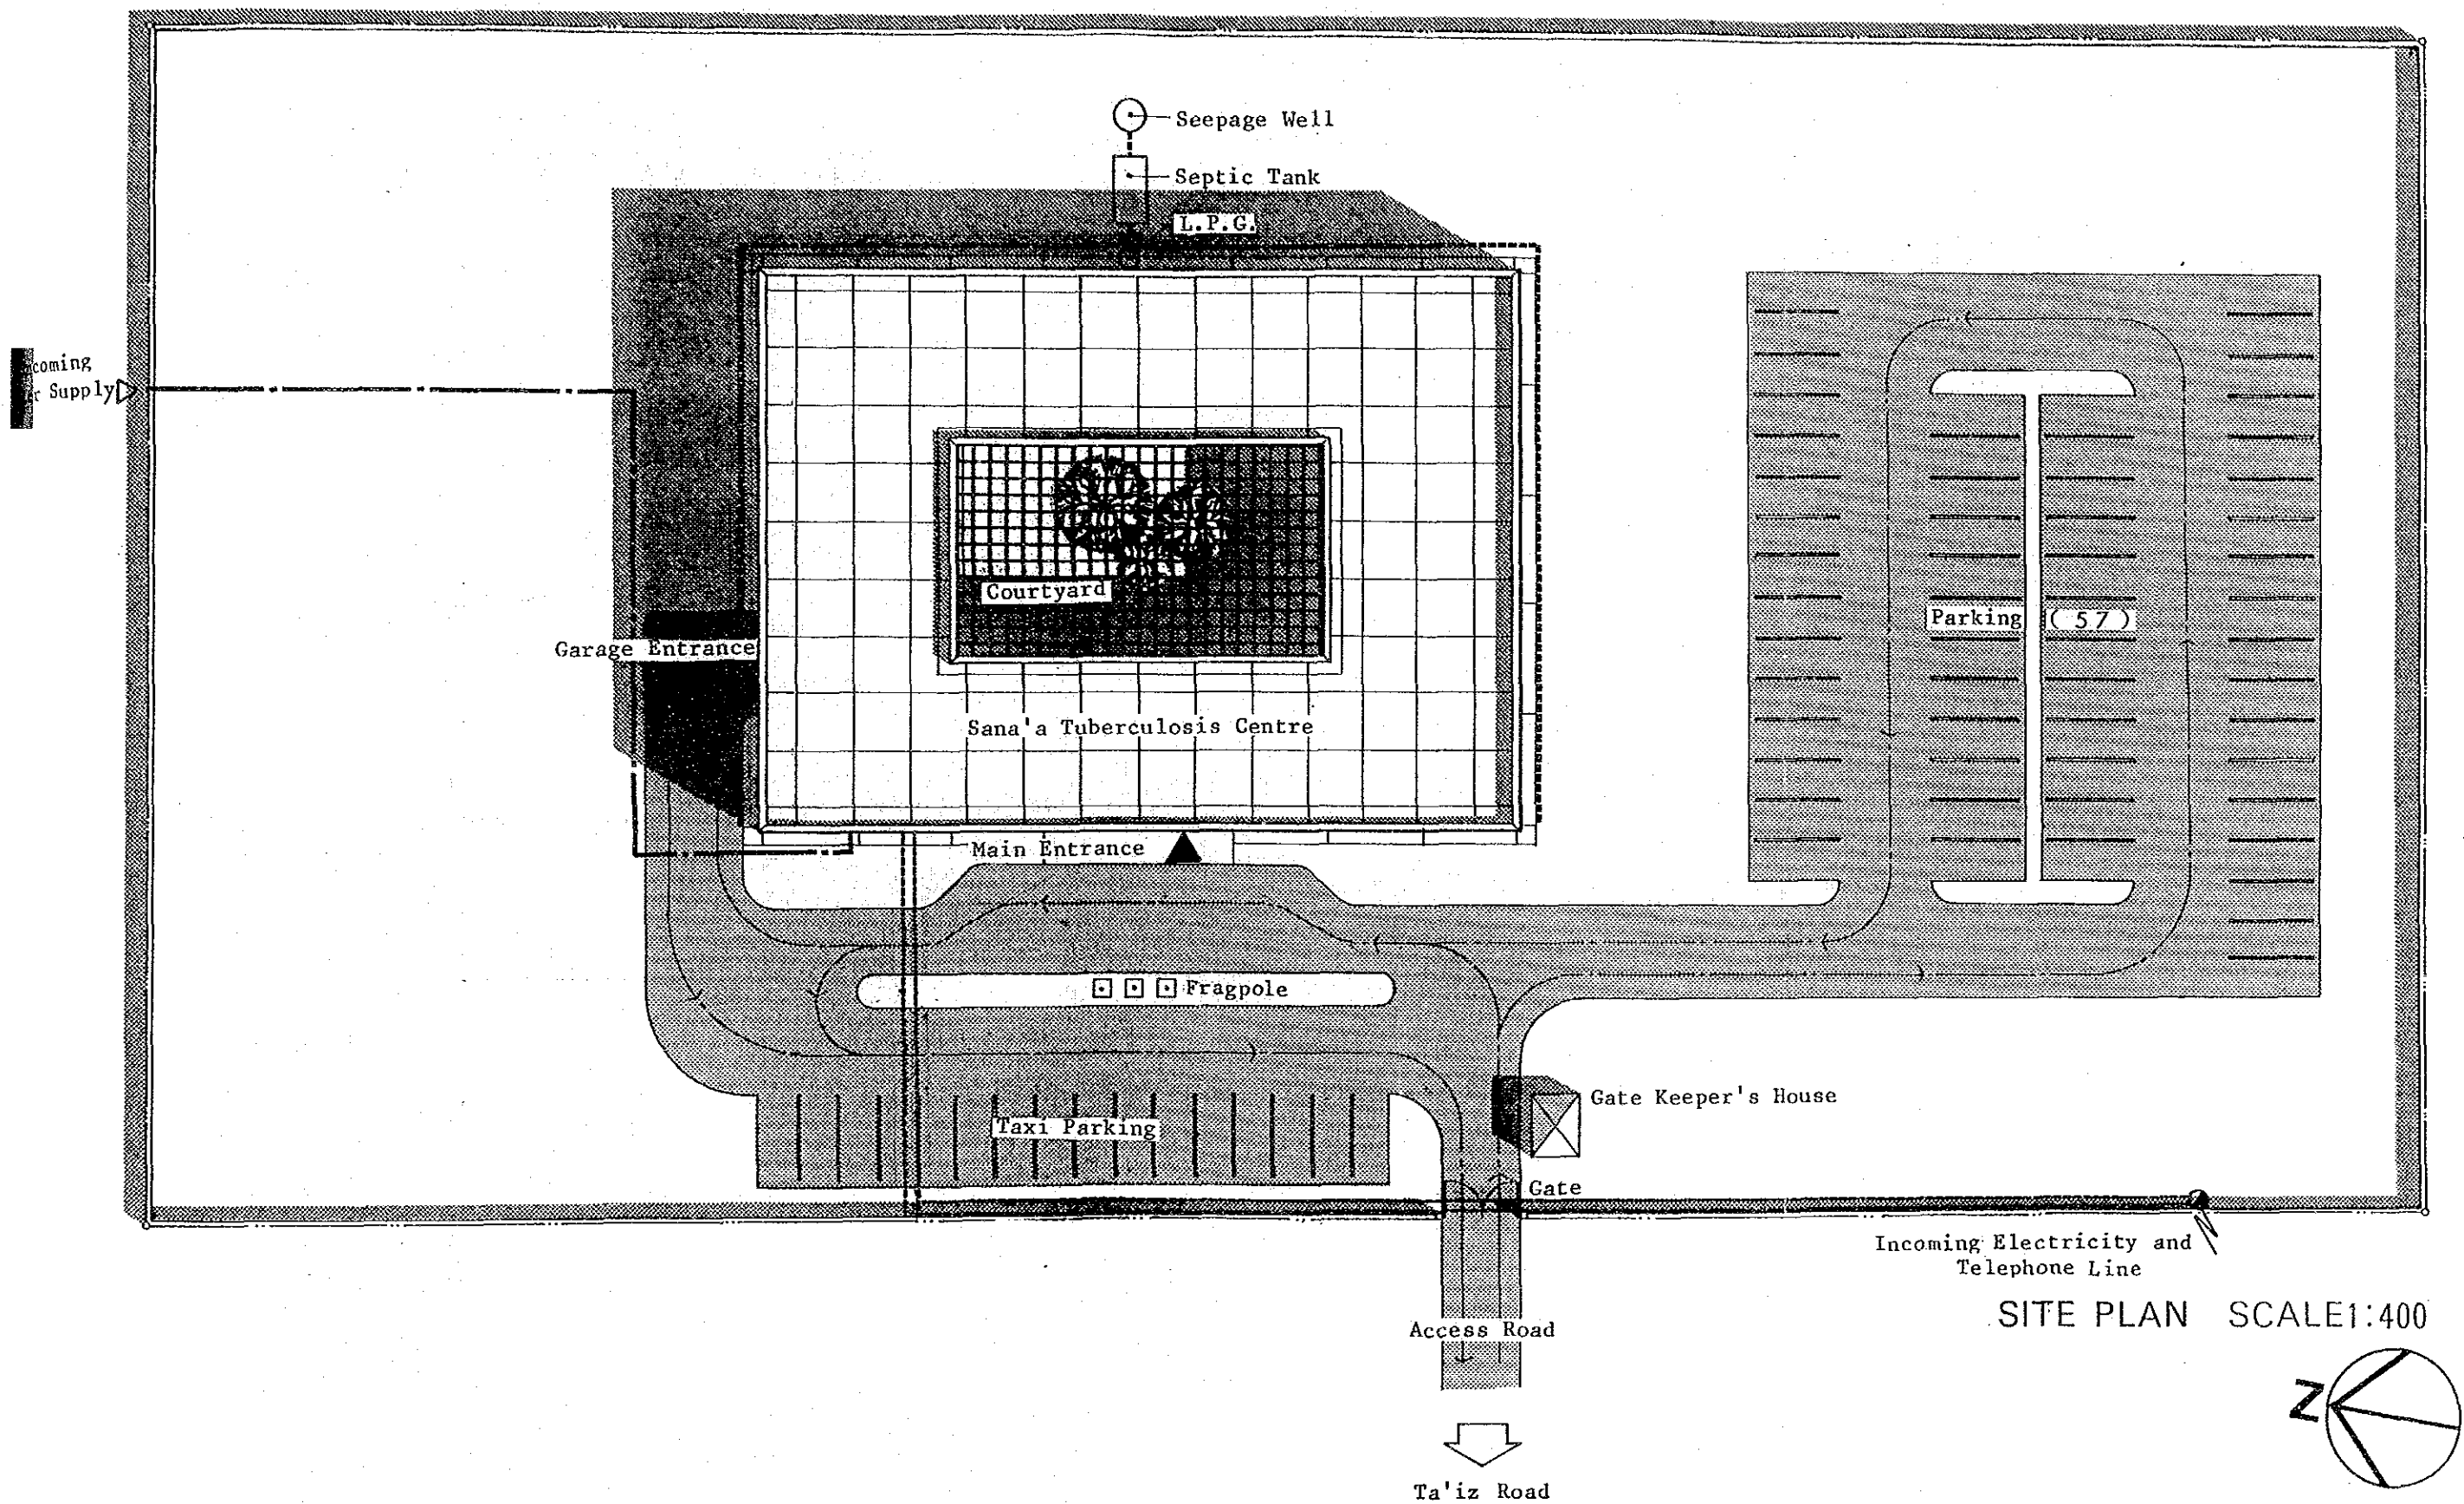 Seepage Well
Septic Tank
L.P.G.
coming
r Supply
Courtyard
Parking (57)
Garage Entrance
Sana'a Tuberculosis Centre
Main Entrance
Fragpole
Gate Keeper's House
Taxi Parking
Gate
Incoming Electricity and
Telephone Line
SITE PLAN SCALE1:400
Access Road
N
Ta'iz Road